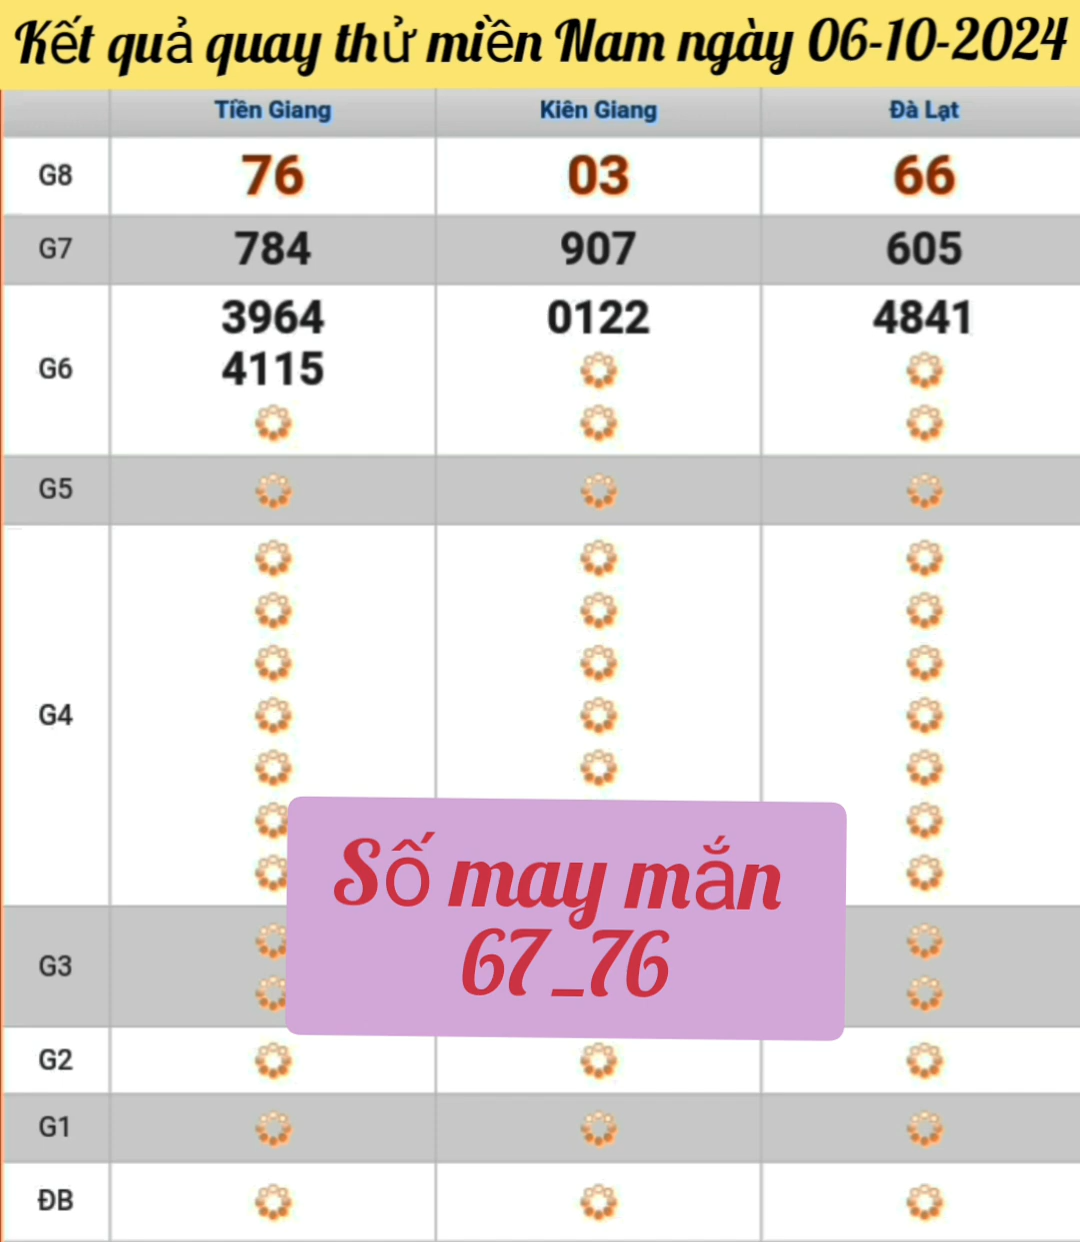 Kết quả quay thử miền Nam ngày 06-10-2024
Tiền Giang Kiên Giang Đà Lạt
G8 76 03 66
G7 784 907 605
3964 0122 4841
G6 4115
G5
G4
Số may mắn
67_76
G3
G2
G1
ĐB